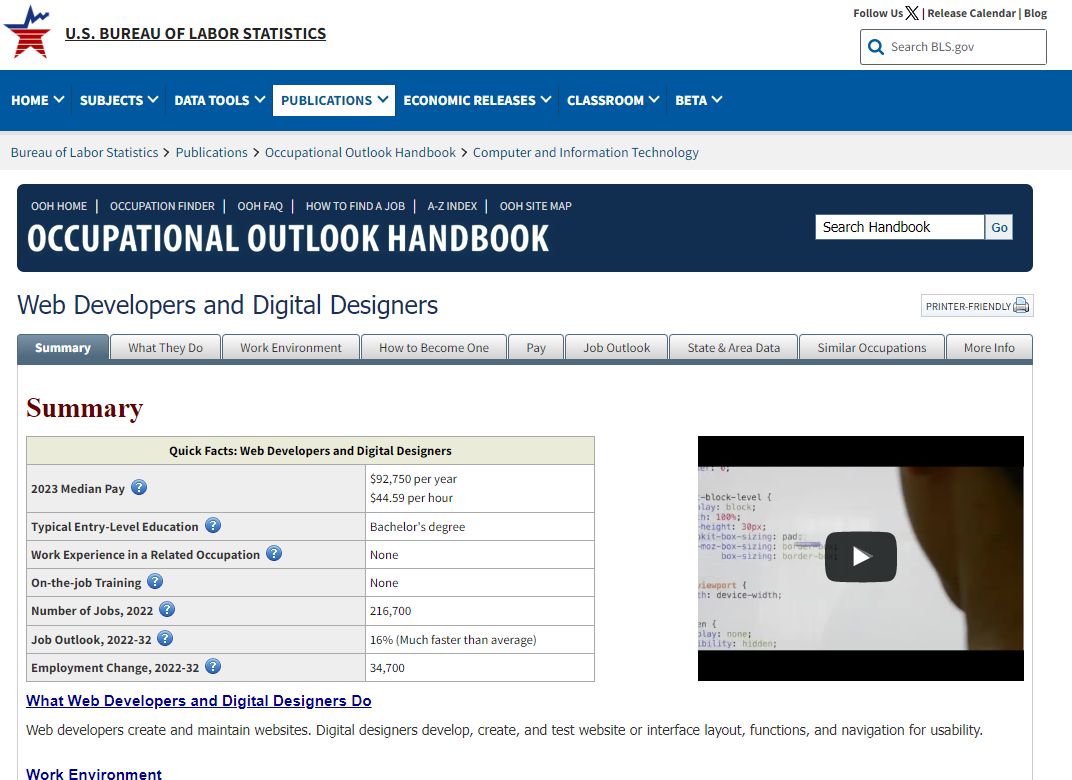 Follow Us X | Release Calendar | Blog
U.S. BUREAU OF LABOR STATISTICS
Search BLS.gov
HOME SUBJECTS DATA TOOLS PUBLICATIONS ECONOMIC RELEASES CLASSROOM BETA
Bureau of Labor Statistics > Publications > Occupational Outlook Handbook > Computer and Information Technology
OOH HOME | OCCUPATION FINDER | OOH FAQ | HOW TO FIND A JOB | A-Z INDEX | OOH SITE MAP
OCCUPATIONAL OUTLOOK HANDBOOK
Search Handbook Go
Web Developers and Digital Designers
PRINTER-FRIENDLY
Summary What They Do Work Environment How to Become One Pay Job Outlook State & Area Data Similar Occupations More Info
Summary
Quick Facts: Web Developers and Digital Designers
2023 Median Pay ? $92,750 per year
$44.59 per hour
Typical Entry-Level Education ? Bachelor's degree
Work Experience in a Related Occupation ? None
On-the-job Training ? None
Number of Jobs, 2022 ? 216,700
Job Outlook, 2022-32 ? 16% (Much faster than average)
Employment Change, 2022-32 ? 34,700
-block-level {
lay: block;
h: 100%;
-height: 30px;
kit-box-sizing: pad
-moz-box-sizing: border-bo
box-sizing: border-b
viewport {
th: device-width;
en {
lay: none;
ibility: hidden;
What Web Developers and Digital Designers Do
Web developers create and maintain websites. Digital designers develop, create, and test website or interface layout, functions, and navigation for usability.
Work Environment